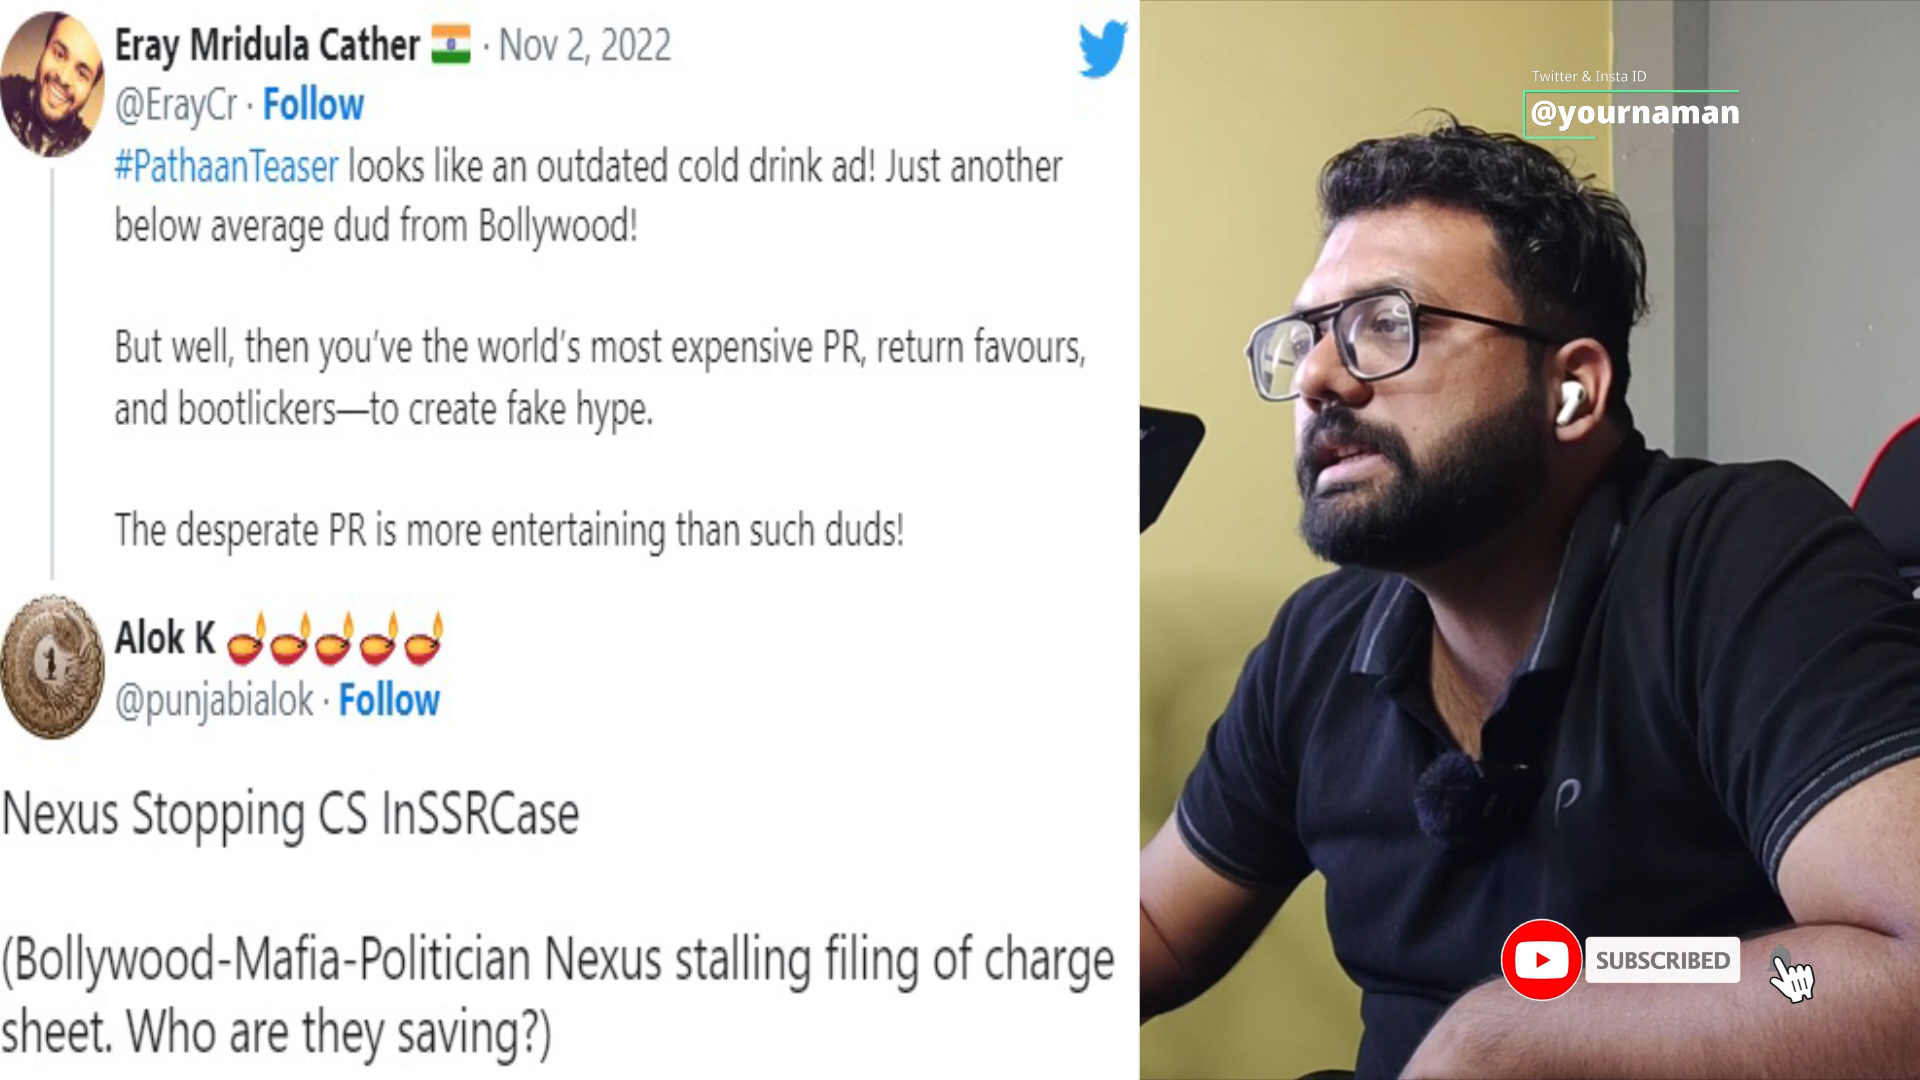 Eray Mridula Cather 🇮🇳 · Nov 2, 2022
@ErayCr · Follow
#PathaanTeaser looks like an outdated cold drink ad! Just another
below average dud from Bollywood!
But well, then you’ve the world’s most expensive PR, return favours,
and bootlickers—to create fake hype.
The desperate PR is more entertaining than such duds!
Alok K 🪔🪔🪔🪔🪔
@punjabialok · Follow
Nexus Stopping CS InSSRCase
(Bollywood-Mafia-Politician Nexus stalling filing of charge
sheet. Who are they saving?)
Twitter & Insta ID
@yournaman
SUBSCRIBED